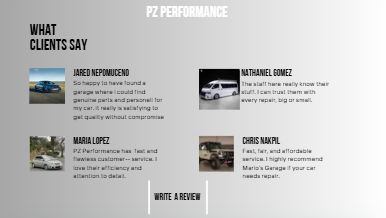 PZ PERFORMANCE
WHAT
CLIENTS SAY
JARED NEPOMUCENO
So happy to have found a
garage where i could find
genuine parts and personell for
my car. it really is satisfying to
get quality without compromise
NATHANIEL GOMEZ
The staff here really know their
stuff. I can trust them with
every repair, big or small.
MARIA LOPEZ
PZ Performance has fast and
flawless customer-- service. I
love their efficiency and
attention to detail.
CHRIS NAKPIL
Fast, fair, and affordable
service. I highly recommend
Mario's Garage if your car
needs repair.
WRITE A REVIEW